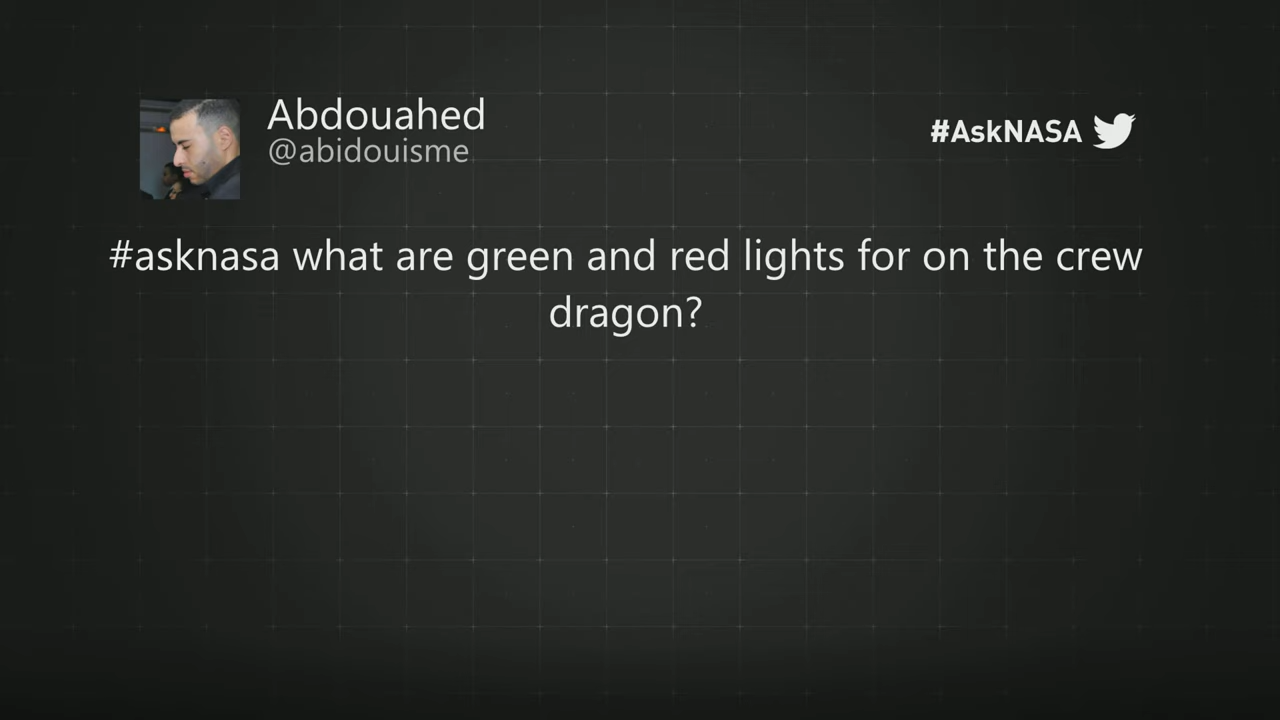 Abdouahed
@abidouisme
#AskNASA
#asknasa what are green and red lights for on the crew
dragon?